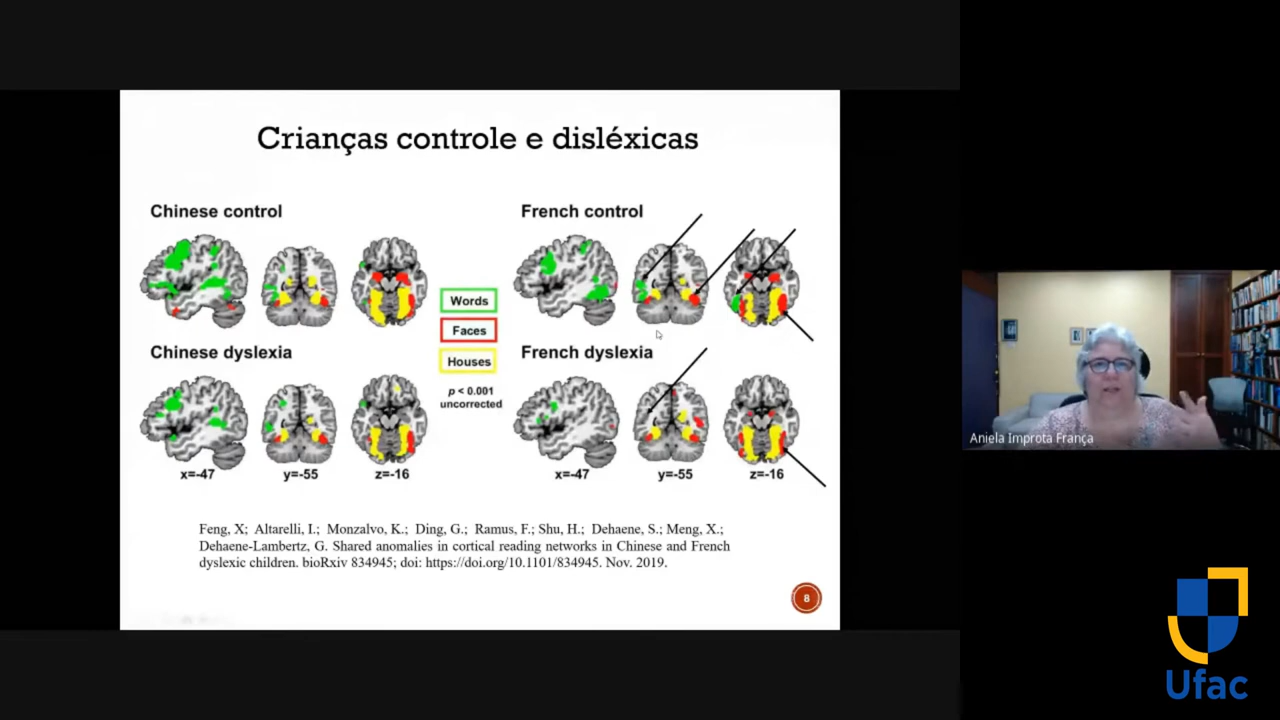 Crianças controle e disléxicas
Chinese control
French control
Words
Faces
Houses
Chinese dyslexia
French dyslexia
p < 0.001
uncorrected
x=-47
y=-55
z=-16
x=-47
y=-55
z=-16
Feng, X; Altarelli, I.; Monzalvo, K.; Ding, G.; Ramus, F.; Shu, H.; Dehaene, S.; Meng, X.;
Dehaene-Lambertz, G. Shared anomalies in cortical reading networks in Chinese and French
dyslexic children. bioRxiv 834945; doi: https://doi.org/10.1101/834945. Nov. 2019.
8
Aniela Improta França
Ufac